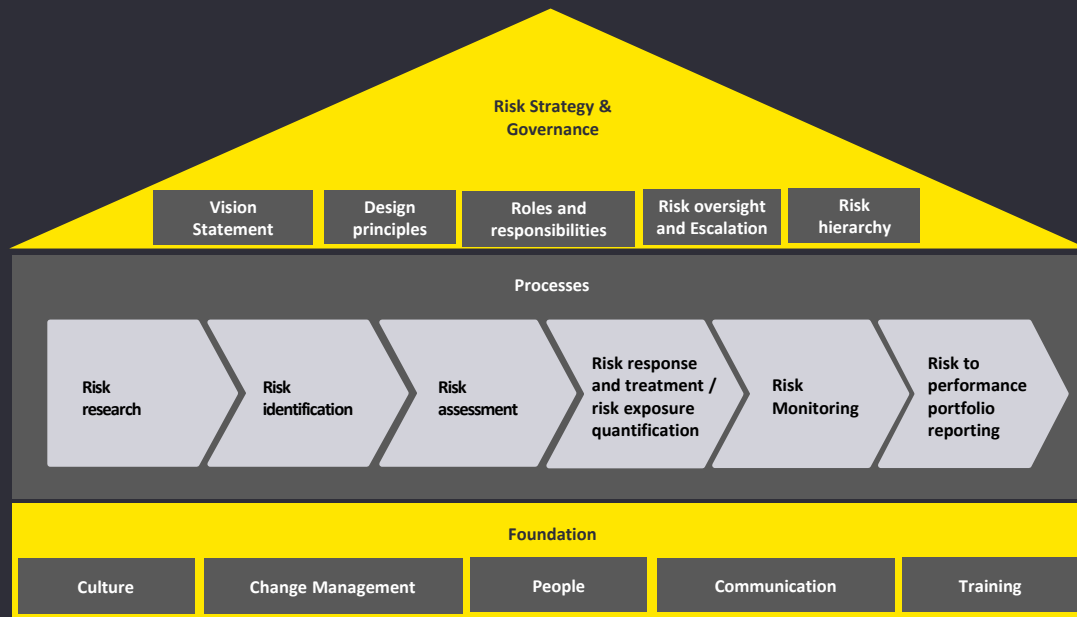 Risk Strategy &
Governance
Vision
Statement
Design
principles
Roles and
responsibilities
Risk oversight
and Escalation
Risk
hierarchy
Processes
Risk
research
Risk
identification
Risk
assessment
Risk response
and treatment /
risk exposure
quantification
Risk
Monitoring
Risk to
performance
portfolio
reporting
Foundation
Culture
Change Management
People
Communication
Training